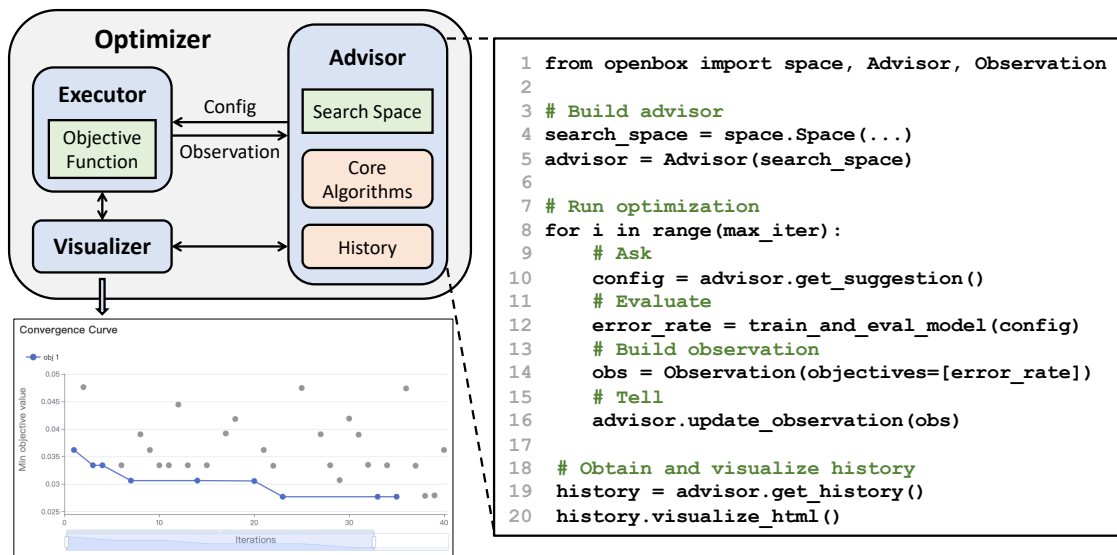 Optimizer
Executor
Objective
Function
Config
Observation
Advisor
Search Space
Core
Algorithms
History
Visualizer
Convergence Curve
obj 1
Min objective value
0.05
0.045
0.04
0.035
0.03
0.025
0 10 20 30 40
Iterations
1 from openbox import space, Advisor, Observation
2
3 # Build advisor
4 search_space = space.Space(...)
5 advisor = Advisor(search_space)
6
7 # Run optimization
8 for i in range(max_iter):
9     # Ask
10     config = advisor.get_suggestion()
11     # Evaluate
12     error_rate = train_and_eval_model(config)
13     # Build observation
14     obs = Observation(objectives=[error_rate])
15     # Tell
16     advisor.update_observation(obs)
17
18 # Obtain and visualize history
19 history = advisor.get_history()
20 history.visualize_html()